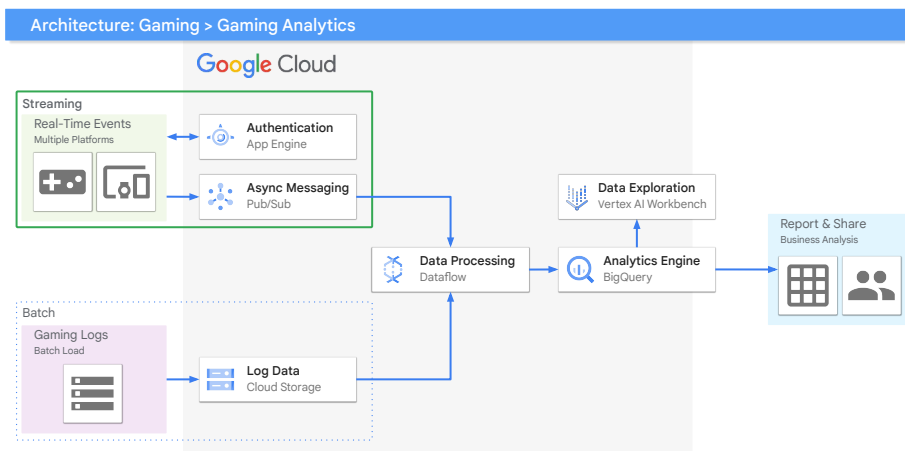 Architecture: Gaming > Gaming Analytics
Google Cloud
Streaming
Real-Time Events
Multiple Platforms
Authentication
App Engine
Async Messaging
Pub/Sub
Data Exploration
Vertex AI Workbench
Report & Share
Business Analysis
Data Processing
Dataflow
Analytics Engine
BigQuery
Batch
Gaming Logs
Batch Load
Log Data
Cloud Storage